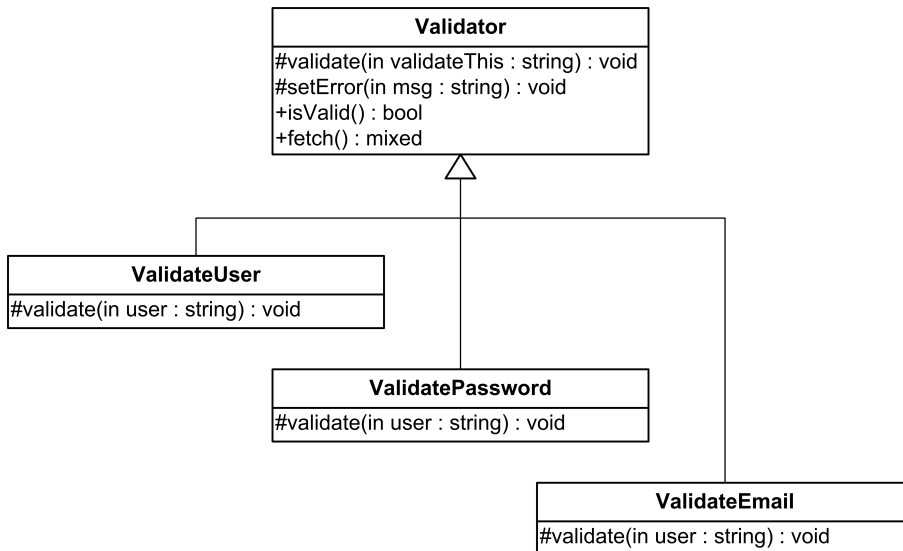 Validator
#validate(in validateThis : string) : void
#setError(in msg : string) : void
+isValid() : bool
+fetch() : mixed
ValidateUser
#validate(in user : string) : void
ValidatePassword
#validate(in user : string) : void
ValidateEmail
#validate(in user : string) : void